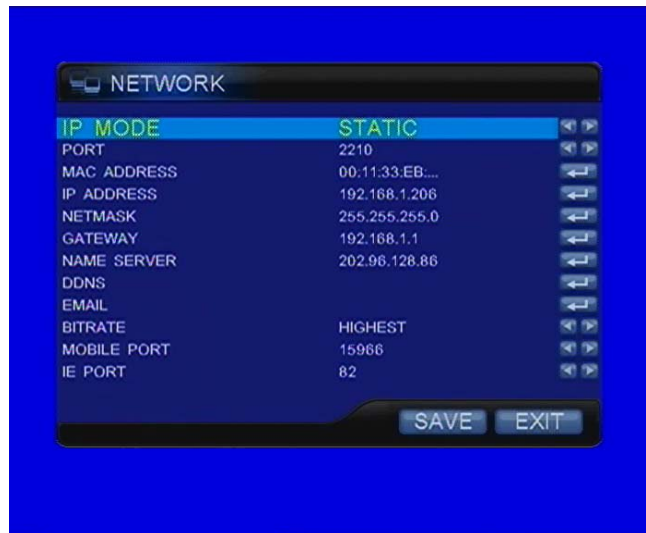 NETWORK
IP MODE STATIC
PORT 2210
MAC ADDRESS 00:11:33:EB:...
IP ADDRESS 192.168.1.206
NETMASK 255.255.255.0
GATEWAY 192.168.1.1
NAME SERVER 202.96.128.86
DDNS
EMAIL
BITRATE HIGHEST
MOBILE PORT 15966
IE PORT 82
SAVE EXIT